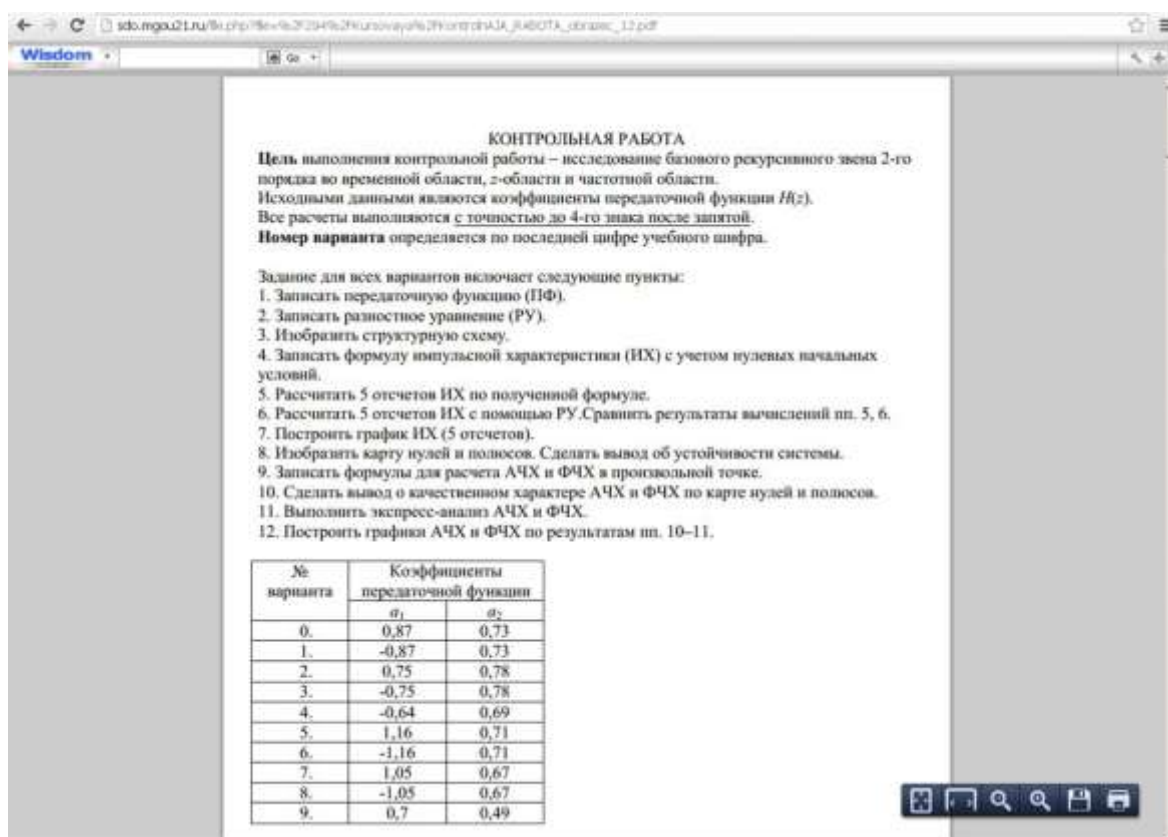 sdo.mgou21.ru
Wisdom
Go
КОНТРОЛЬНАЯ РАБОТА
Цель выполнения контрольной работы – исследование базового рекурсивного звена 2-го
порядка во временной области, z-области и частотной области.
Исходными данными являются коэффициенты передаточной функции H(z).
Все расчеты выполняются с точностью до 4-го знака после запятой.
Номер варианта определяется по последней цифре учебного шифра.
Задание для всех вариантов включает следующие пункты:
1. Записать передаточную функцию (ПФ).
2. Записать разностное уравнение (РУ).
3. Изобразить структурную схему.
4. Записать формулу импульсной характеристики (ИХ) с учетом нулевых начальных
условий.
5. Рассчитать 5 отсчетов ИХ по полученной формуле.
6. Рассчитать 5 отсчетов ИХ с помощью РУ.Сравнить результаты вычислений пп. 5, 6.
7. Построить график ИХ (5 отсчетов).
8. Изобразить карту нулей и полюсов. Сделать вывод об устойчивости системы.
9. Записать формулы для расчета АЧХ и ФЧХ в произвольной точке.
10. Сделать вывод о качественном характере АЧХ и ФЧХ по карте нулей и полюсов.
11. Выполнить экспресс-анализ АЧХ и ФЧХ.
12. Построить графики АЧХ и ФЧХ по результатам пп. 10–11.
№ Коэффициенты
варианта передаточной функции
a1 a2
0. 0,87 0,73
1. -0,87 0,73
2. 0,75 0,78
3. -0,75 0,78
4. -0,64 0,69
5. 1,16 0,71
6. -1,16 0,71
7. 1,05 0,67
8. -1,05 0,67
9. 0,7 0,49